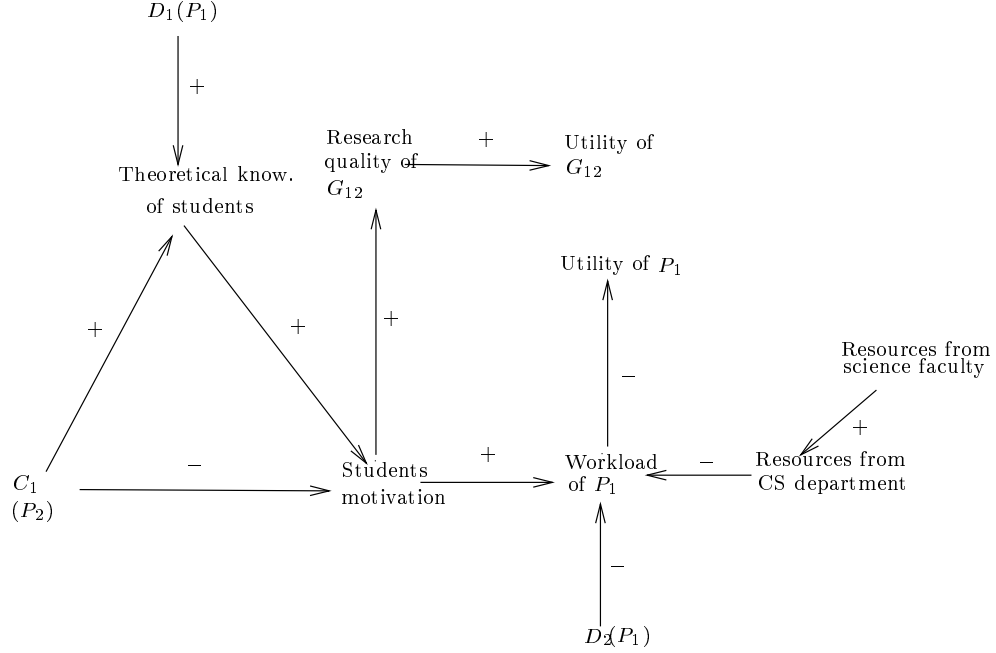 D₁(P₁)
+
Research
quality of
G₁₂
+
Utility of
G₁₂
Theoretical know.
of students
Utility of P₁
+
+
+
−
Resources from
science faculty
+
C₁
(P₂)
−
Students
motivation
+
Workload
of P₁
−
Resources from
CS department
−
D₂(P₁)